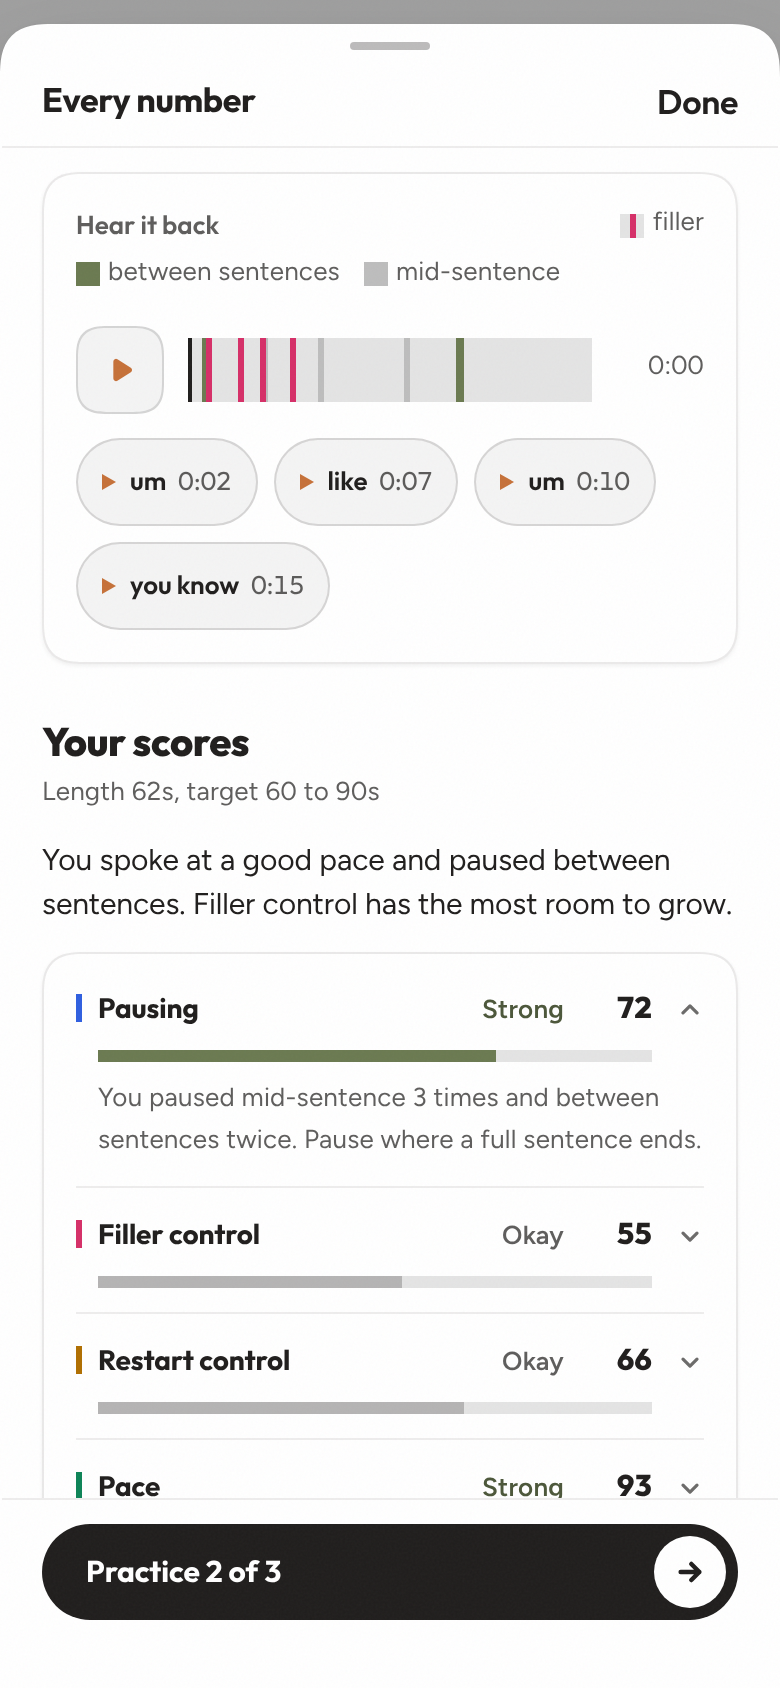 Every number
Done
Hear it back
filler
between sentences
mid-sentence
0:00
um 0:02
like 0:07
um 0:10
you know 0:15
Your scores
Length 62s, target 60 to 90s
You spoke at a good pace and paused between
sentences. Filler control has the most room to grow.
Pausing Strong 72
You paused mid-sentence 3 times and between
sentences twice. Pause where a full sentence ends.
Filler control Okay 55
Restart control Okay 66
Pace Strong 93
Practice 2 of 3